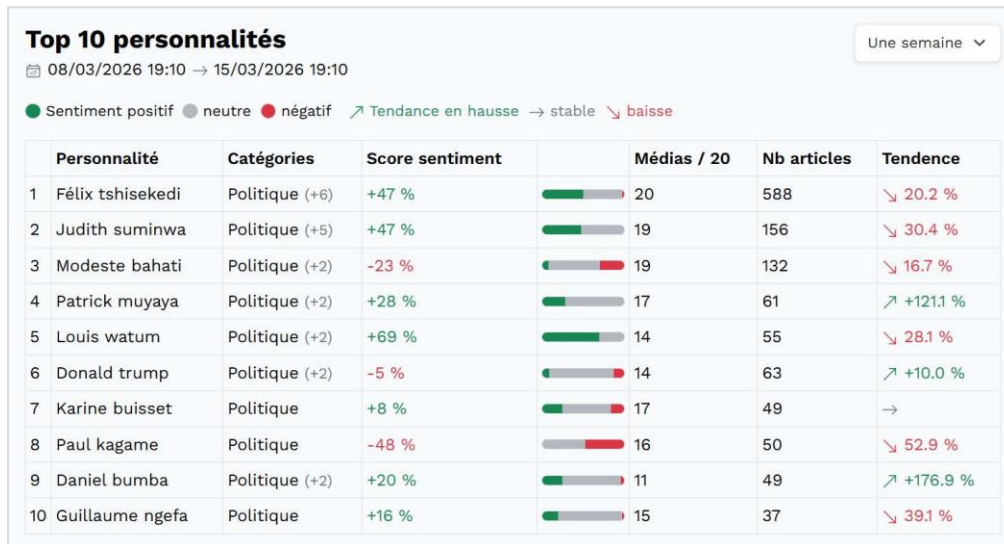 Top 10 personnalités
Une semaine
08/03/2026 19:10 → 15/03/2026 19:10
Sentiment positif neutre négatif ↗ Tendance en hausse → stable ↘ baisse
Personnalité Catégories Score sentiment Médias / 20 Nb articles Tendence
1 Félix tshisekedi Politique (+6) +47 % 20 588 ↘ 20.2 %
2 Judith suminwa Politique (+5) +47 % 19 156 ↘ 30.4 %
3 Modeste bahati Politique (+2) -23 % 19 132 ↘ 16.7 %
4 Patrick muyaya Politique (+2) +28 % 17 61 ↗ +121.1 %
5 Louis watum Politique (+2) +69 % 14 55 ↘ 28.1 %
6 Donald trump Politique (+2) -5 % 14 63 ↗ +10.0 %
7 Karine buisset Politique +8 % 17 49 →
8 Paul kagame Politique -48 % 16 50 ↘ 52.9 %
9 Daniel bumba Politique (+2) +20 % 11 49 ↗ +176.9 %
10 Guillaume ngefa Politique +16 % 15 37 ↘ 39.1 %